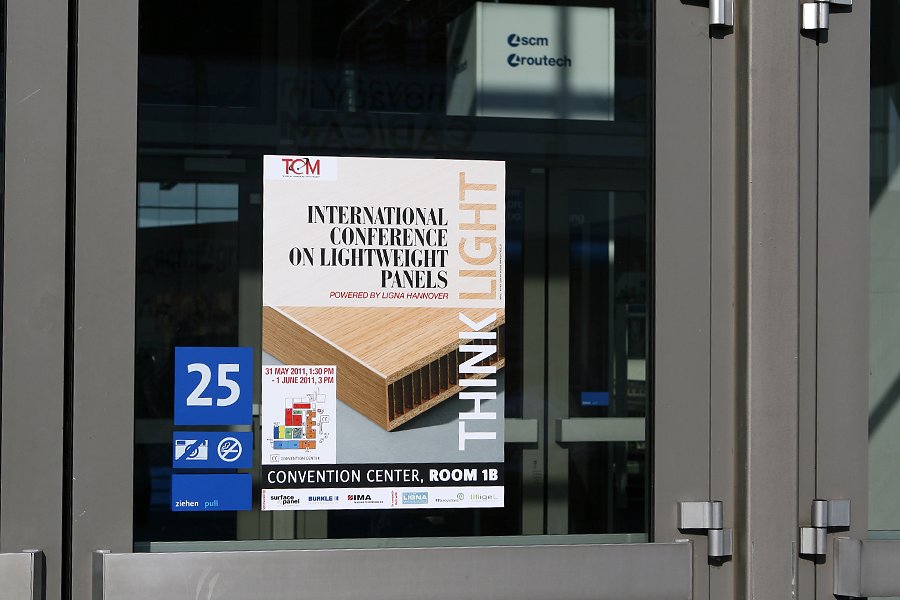 scm
routech
TCM
INTERNATIONAL
CONFERENCE
ON LIGHTWEIGHT
PANELS
POWERED BY LIGNA HANNOVER
THINK LIGHT
25
31 MAY 2011, 1:30 PM
- 1 JUNE 2011, 3 PM
CC CONVENTION CENTER
CONVENTION CENTER, ROOM 1B
ziehen pull
surface
panel
BURKLE
IMA
LIGNA